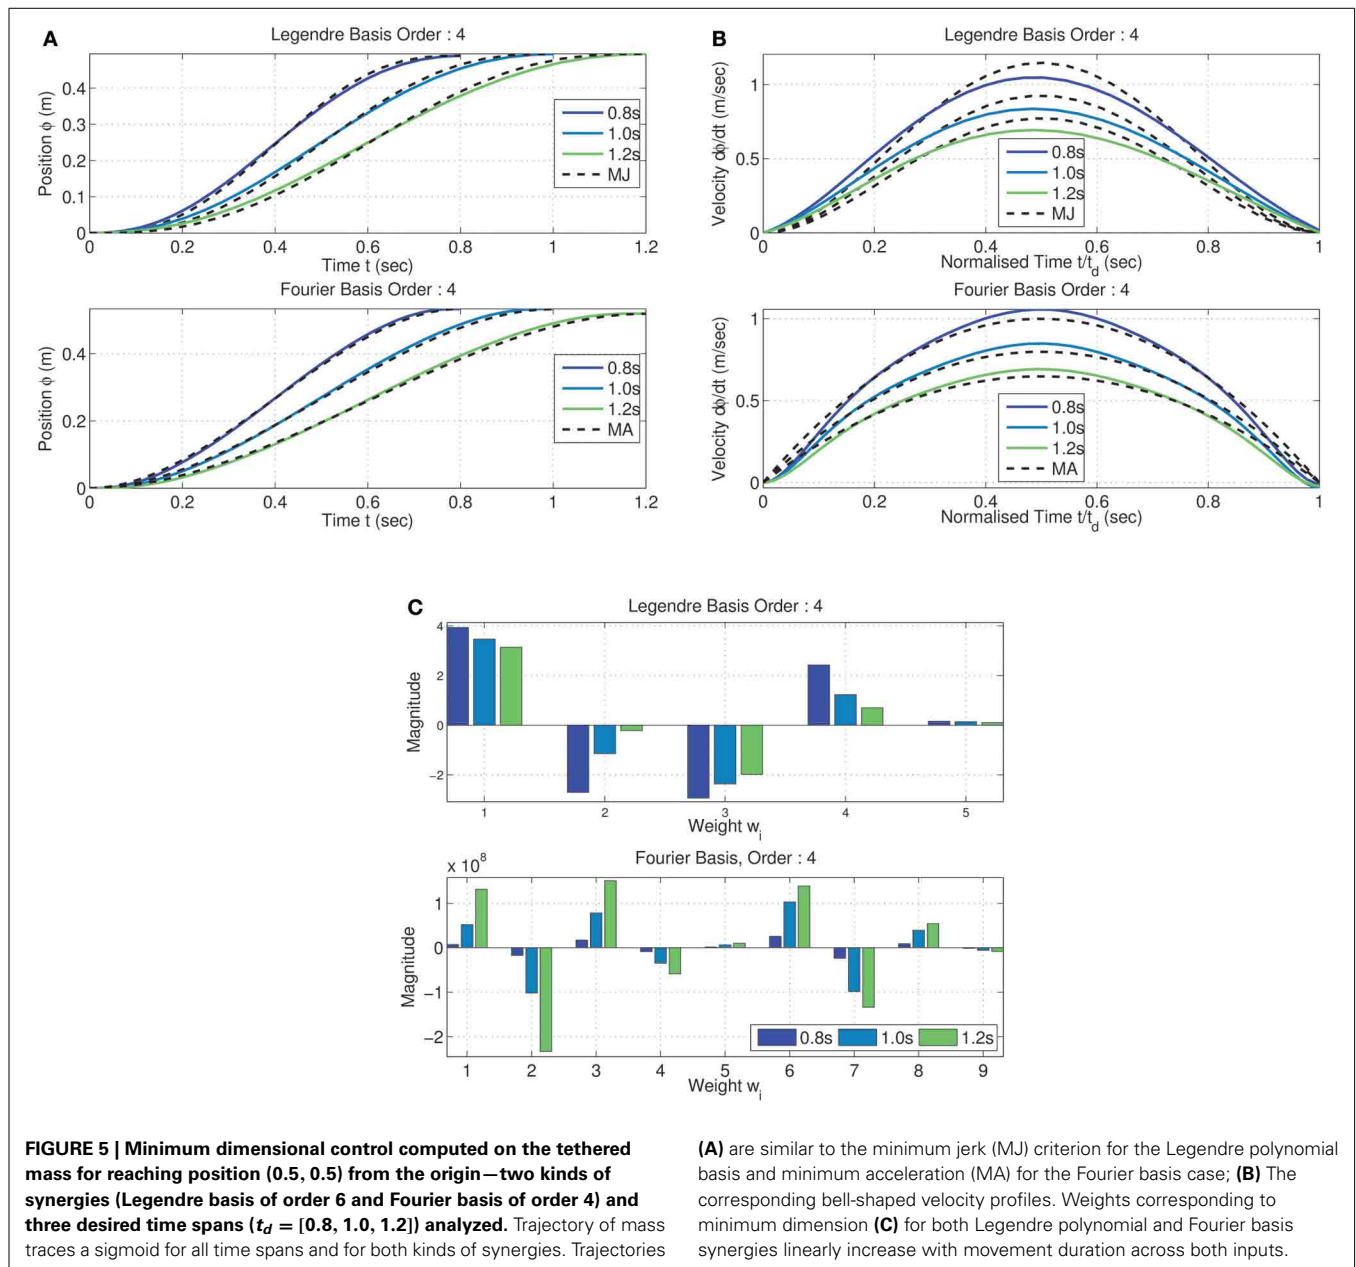 A
Legendre Basis Order : 4
Position ϕ (m)
0.4
0.3
0.2
0.1
0
0 0.2 0.4 0.6 0.8 1 1.2
Time t (sec)
0.8s
1.0s
1.2s
MJ
Fourier Basis Order : 4
Position ϕ (m)
0.4
0.2
0
0 0.2 0.4 0.6 0.8 1 1.2
Time t (sec)
0.8s
1.0s
1.2s
MA
B
Legendre Basis Order : 4
Velocity dϕ/dt (m/sec)
1
0.5
0
0 0.2 0.4 0.6 0.8 1
Normalised Time t/t_d (sec)
0.8s
1.0s
1.2s
MJ
Fourier Basis Order : 4
Velocity dϕ/dt (m/sec)
1
0.5
0
0 0.2 0.4 0.6 0.8 1
Normalised Time t/t_d (sec)
0.8s
1.0s
1.2s
MA
C
Legendre Basis Order : 4
Magnitude
4
2
0
−2
1 2 3 4 5
Weight w_i
Fourier Basis, Order : 4
x 10^8
Magnitude
1
0
−1
−2
1 2 3 4 5 6 7 8 9
Weight w_i
0.8s 1.0s 1.2s
FIGURE 5 | Minimum dimensional control computed on the tethered
mass for reaching position (0.5, 0.5) from the origin—two kinds of
synergies (Legendre basis of order 6 and Fourier basis of order 4) and
three desired time spans (t_d = [0.8, 1.0, 1.2]) analyzed. Trajectory of mass
traces a sigmoid for all time spans and for both kinds of synergies. Trajectories
(A) are similar to the minimum jerk (MJ) criterion for the Legendre polynomial
basis and minimum acceleration (MA) for the Fourier basis case; (B) The
corresponding bell-shaped velocity profiles. Weights corresponding to
minimum dimension (C) for both Legendre polynomial and Fourier basis
synergies linearly increase with movement duration across both inputs.